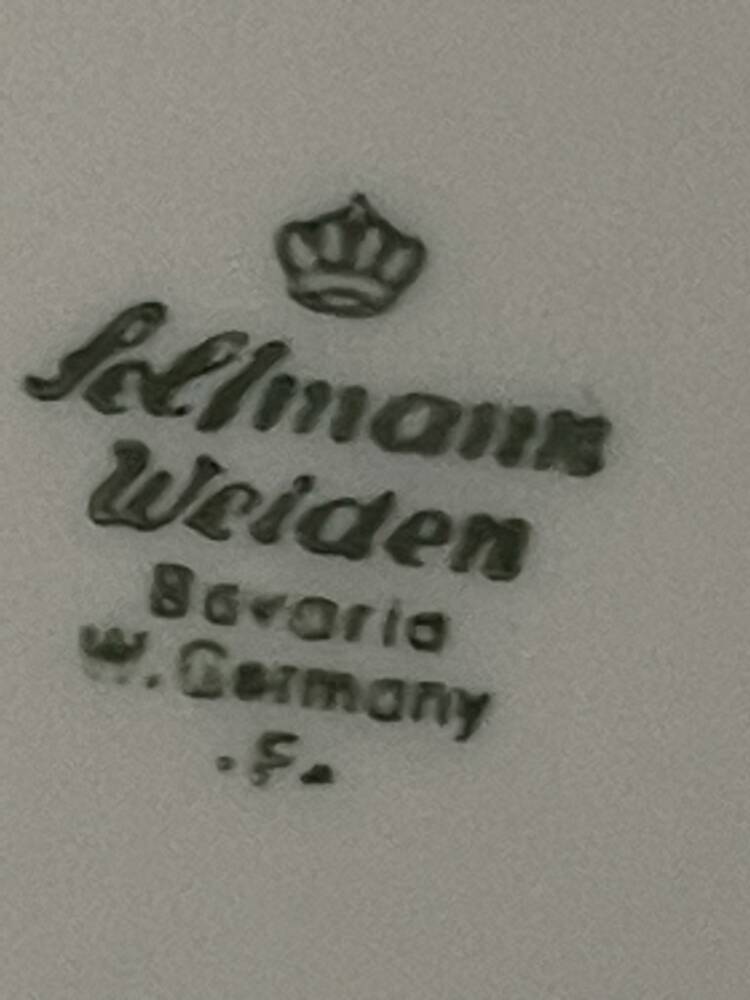 Seltmann
Weiden
Bavaria
W. Germany